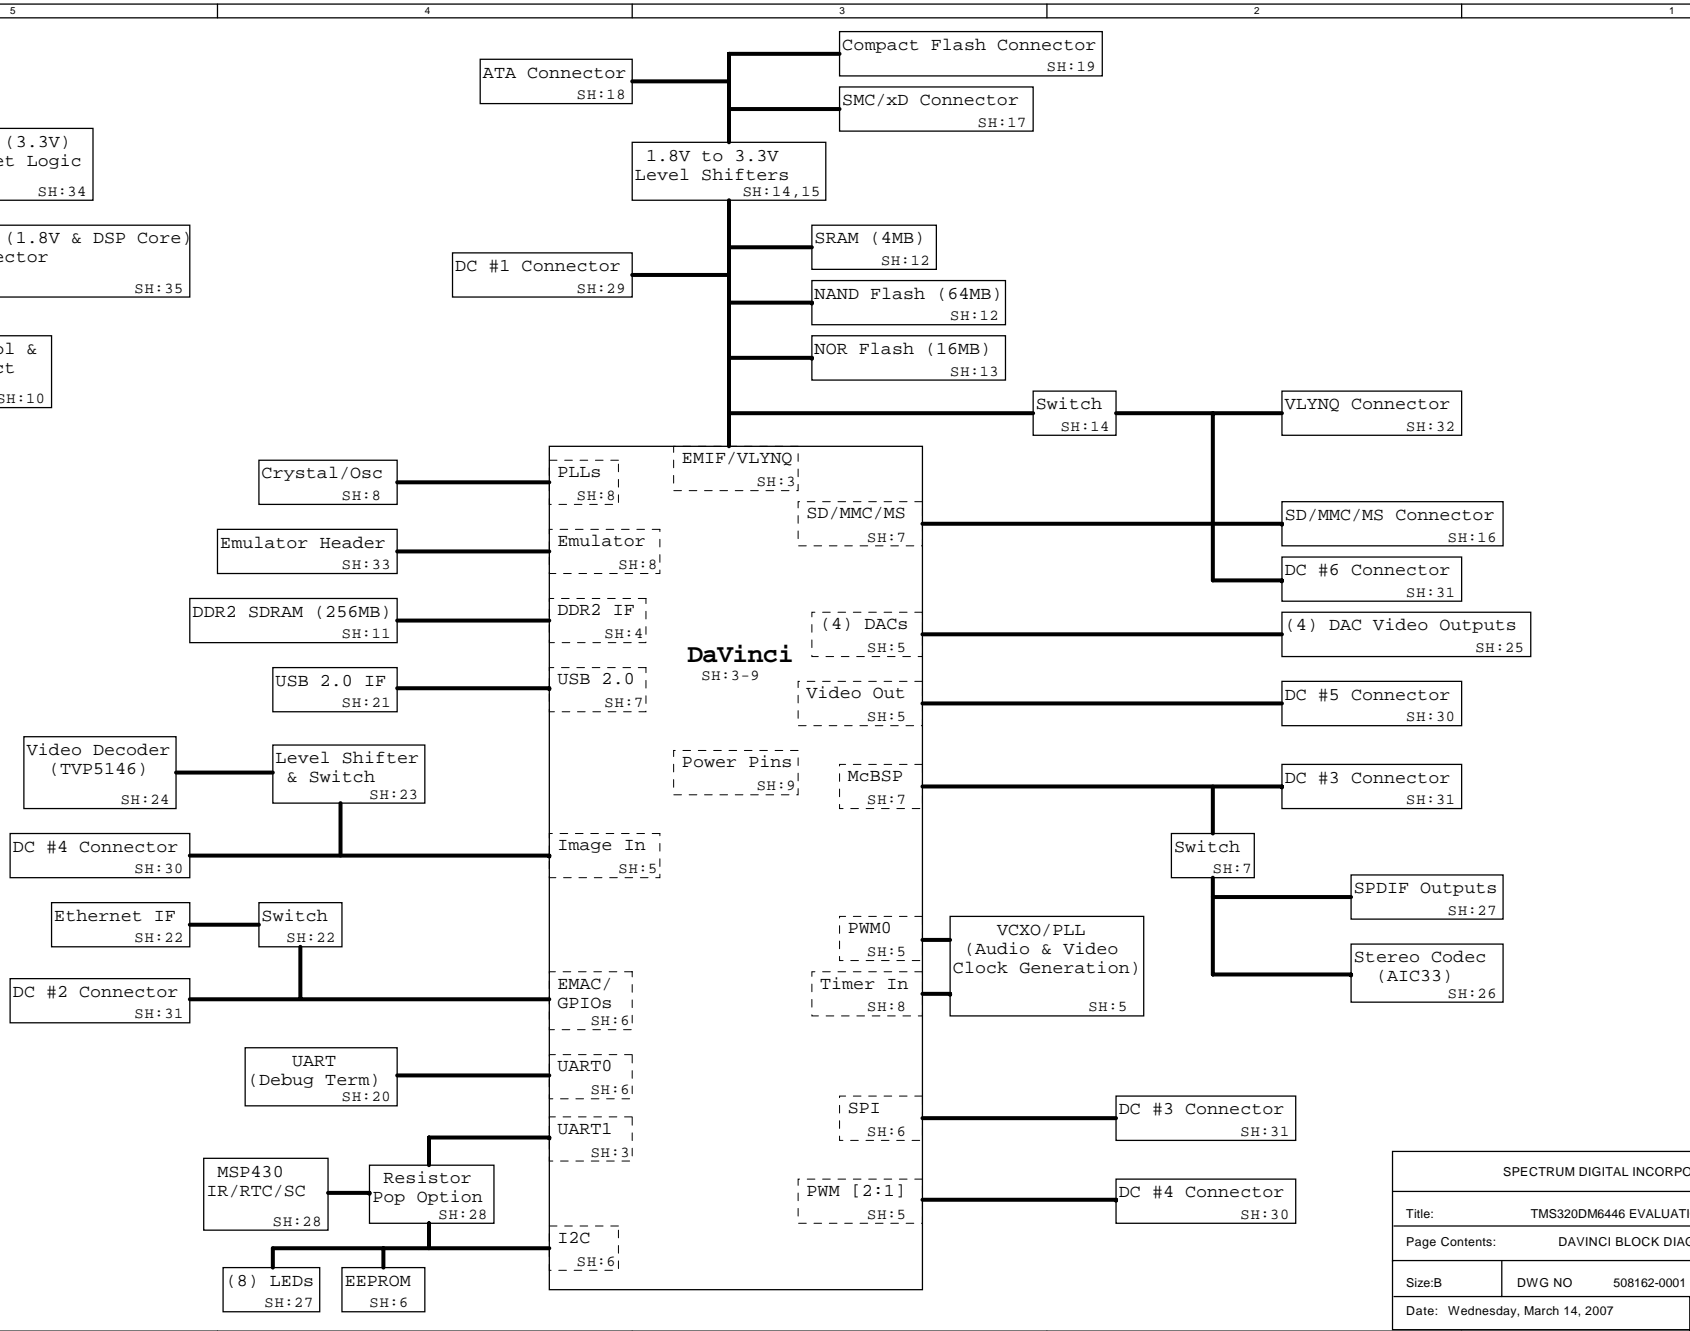 5
4
3
2
1
Compact Flash Connector
SH:19
ATA Connector
SH:18
SMC/xD Connector
SH:17
(3.3V)
et Logic
SH:34
1.8V to 3.3V
Level Shifters
SH:14,15
(1.8V & DSP Core)
ector
SH:35
SRAM (4MB)
SH:12
DC #1 Connector
SH:29
NAND Flash (64MB)
SH:12
NOR Flash (16MB)
SH:13
ol &
ct
SH:10
Switch
SH:14
VLYNQ Connector
SH:32
EMIF/VLYNQ
SH:3
Crystal/Osc
SH:8
PLLs
SH:8
SD/MMC/MS
SH:7
SD/MMC/MS Connector
SH:16
Emulator Header
SH:33
Emulator
SH:8
DC #6 Connector
SH:31
DDR2 SDRAM (256MB)
SH:11
DDR2 IF
SH:4
(4) DACs
SH:5
(4) DAC Video Outputs
SH:25
DaVinci
SH:3-9
USB 2.0 IF
SH:21
USB 2.0
SH:7
Video Out
SH:5
DC #5 Connector
SH:30
Video Decoder
(TVP5146)
SH:24
Level Shifter
& Switch
SH:23
Power Pins
SH:9
McBSP
SH:7
DC #3 Connector
SH:31
DC #4 Connector
SH:30
Image In
SH:5
Switch
SH:7
SPDIF Outputs
SH:27
Ethernet IF
SH:22
Switch
SH:22
PWM0
SH:5
VCXO/PLL
(Audio & Video
Clock Generation)
SH:5
Stereo Codec
(AIC33)
SH:26
DC #2 Connector
SH:31
EMAC/
GPIOs
SH:6
Timer In
SH:8
UART
(Debug Term)
SH:20
UART0
SH:6
UART1
SH:3
SPI
SH:6
DC #3 Connector
SH:31
MSP430
IR/RTC/SC
SH:28
Resistor
Pop Option
SH:28
PWM [2:1]
SH:5
DC #4 Connector
SH:30
I2C
SH:6
(8) LEDs
SH:27
EEPROM
SH:6
SPECTRUM DIGITAL INCORPO
Title: TMS320DM6446 EVALUATI
Page Contents: DAVINCI BLOCK DIAG
Size:B DWG NO 508162-0001
Date: Wednesday, March 14, 2007